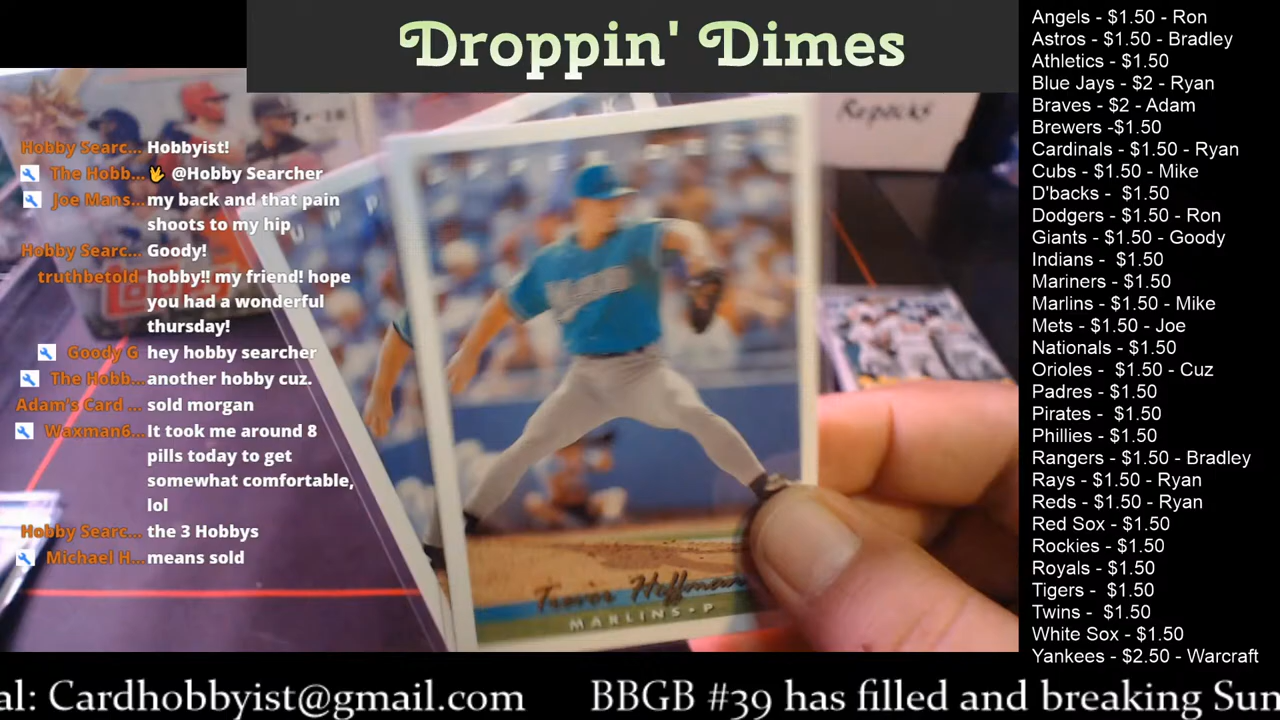 Droppin' Dimes
Repacks
UPPER DECK
Trevor Hoffman
MARLINS • P
Hobby Searc... Hobbyist!
The Hobb... 🖖 @Hobby Searcher
Joe Mans... my back and that pain
shoots to my hip
Hobby Searc... Goody!
truthbetold hobby!! my friend! hope
you had a wonderful
thursday!
Goody G hey hobby searcher
The Hobb... another hobby cuz.
Adam's Card ... sold morgan
Waxman6... It took me around 8
pills today to get
somewhat comfortable,
lol
Hobby Searc... the 3 Hobbys
Michael H... means sold
Angels - $1.50 - Ron
Astros - $1.50 - Bradley
Athletics - $1.50
Blue Jays - $2 - Ryan
Braves - $2 - Adam
Brewers -$1.50
Cardinals - $1.50 - Ryan
Cubs - $1.50 - Mike
D'backs -  $1.50
Dodgers - $1.50 - Ron
Giants - $1.50 - Goody
Indians -  $1.50
Mariners - $1.50
Marlins - $1.50 - Mike
Mets - $1.50 - Joe
Nationals - $1.50
Orioles -  $1.50 - Cuz
Padres - $1.50
Pirates -  $1.50
Phillies - $1.50
Rangers - $1.50 - Bradley
Rays - $1.50 - Ryan
Reds - $1.50 - Ryan
Red Sox - $1.50
Rockies - $1.50
Royals - $1.50
Tigers -  $1.50
Twins - $1.50
White Sox - $1.50
Yankees - $2.50 - Warcraft
al: Cardhobbyist@gmail.com BBGB #39 has filled and breaking Sun